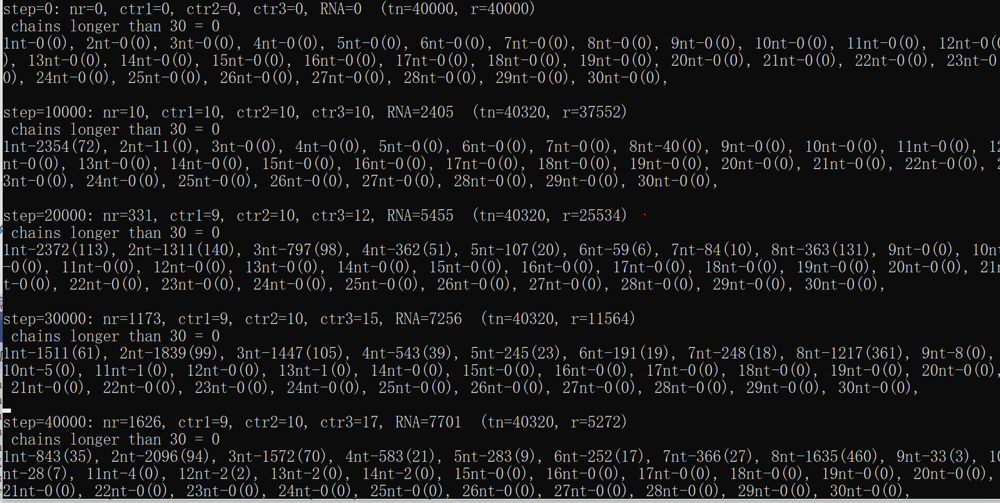 step=0: nr=0, ctr1=0, ctr2=0, ctr3=0, RNA=0  (tn=40000, r=40000)
 chains longer than 30 = 0
1nt-0(0), 2nt-0(0), 3nt-0(0), 4nt-0(0), 5nt-0(0), 6nt-0(0), 7nt-0(0), 8nt-0(0), 9nt-0(0), 10nt-0(0), 11nt-0(0), 12nt-0(0
), 13nt-0(0), 14nt-0(0), 15nt-0(0), 16nt-0(0), 17nt-0(0), 18nt-0(0), 19nt-0(0), 20nt-0(0), 21nt-0(0), 22nt-0(0), 23nt-0
0), 24nt-0(0), 25nt-0(0), 26nt-0(0), 27nt-0(0), 28nt-0(0), 29nt-0(0), 30nt-0(0),
step=10000: nr=10, ctr1=10, ctr2=10, ctr3=10, RNA=2405  (tn=40320, r=37552)
 chains longer than 30 = 0
1nt-2354(72), 2nt-11(0), 3nt-0(0), 4nt-0(0), 5nt-0(0), 6nt-0(0), 7nt-0(0), 8nt-40(0), 9nt-0(0), 10nt-0(0), 11nt-0(0), 12
nt-0(0), 13nt-0(0), 14nt-0(0), 15nt-0(0), 16nt-0(0), 17nt-0(0), 18nt-0(0), 19nt-0(0), 20nt-0(0), 21nt-0(0), 22nt-0(0), 2
3nt-0(0), 24nt-0(0), 25nt-0(0), 26nt-0(0), 27nt-0(0), 28nt-0(0), 29nt-0(0), 30nt-0(0),
step=20000: nr=331, ctr1=9, ctr2=10, ctr3=12, RNA=5455  (tn=40320, r=25534)
 chains longer than 30 = 0
1nt-2372(113), 2nt-1311(140), 3nt-797(98), 4nt-362(51), 5nt-107(20), 6nt-59(6), 7nt-84(10), 8nt-363(131), 9nt-0(0), 10nt
-0(0), 11nt-0(0), 12nt-0(0), 13nt-0(0), 14nt-0(0), 15nt-0(0), 16nt-0(0), 17nt-0(0), 18nt-0(0), 19nt-0(0), 20nt-0(0), 21n
t-0(0), 22nt-0(0), 23nt-0(0), 24nt-0(0), 25nt-0(0), 26nt-0(0), 27nt-0(0), 28nt-0(0), 29nt-0(0), 30nt-0(0),
step=30000: nr=1173, ctr1=9, ctr2=10, ctr3=15, RNA=7256  (tn=40320, r=11564)
 chains longer than 30 = 0
1nt-1511(61), 2nt-1839(99), 3nt-1447(105), 4nt-543(39), 5nt-245(23), 6nt-191(19), 7nt-248(18), 8nt-1217(361), 9nt-8(0),
10nt-5(0), 11nt-1(0), 12nt-0(0), 13nt-1(0), 14nt-0(0), 15nt-0(0), 16nt-0(0), 17nt-0(0), 18nt-0(0), 19nt-0(0), 20nt-0(0),
 21nt-0(0), 22nt-0(0), 23nt-0(0), 24nt-0(0), 25nt-0(0), 26nt-0(0), 27nt-0(0), 28nt-0(0), 29nt-0(0), 30nt-0(0),
step=40000: nr=1626, ctr1=9, ctr2=10, ctr3=17, RNA=7701  (tn=40320, r=5272)
 chains longer than 30 = 0
1nt-843(35), 2nt-2096(94), 3nt-1572(70), 4nt-583(21), 5nt-283(9), 6nt-252(17), 7nt-366(27), 8nt-1635(460), 9nt-33(3), 10
nt-28(7), 11nt-4(0), 12nt-2(2), 13nt-2(0), 14nt-2(0), 15nt-0(0), 16nt-0(0), 17nt-0(0), 18nt-0(0), 19nt-0(0), 20nt-0(0),
21nt-0(0), 22nt-0(0), 23nt-0(0), 24nt-0(0), 25nt-0(0), 26nt-0(0), 27nt-0(0), 28nt-0(0), 29nt-0(0), 30nt-0(0),